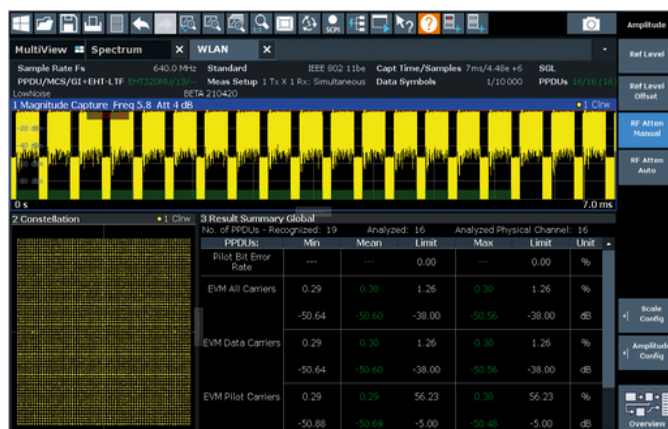 SCPI
Amplitude
MultiView Spectrum X WLAN X
Ref Level
Sample Rate Fs 640.0 MHz Standard IEEE 802 11be Capt Time/Samples 7ms/4.48e +6 SGL
PPDU/MCS/GI+EHT-LTF EHT320MU/13/-- Meas Setup 1 Tx X 1 Rx: Simultaneous Data Symbols 1/10 000 PPDUs 16/16 (16)
LowNoise BETA 210420
Ref Level
Offset
1 Magnitude Capture Freq 5.8 Att 4 dB 1 Clrw
RF Atten
Manual
RF Atten
Auto
0 s 7.0 ms
2 Constellation 1 Clrw 3 Result Summary Global
No. of PPDUs - Recognized: 19 Analyzed: 16 Analyzed Physical Channel: 16
PPDUs: Min Mean Limit Max Limit Unit
Pilot Bit Error
Rate --- --- 0.00 --- 0.00 %
EVM All Carriers 0.29 0.30 1.26 0.30 1.26 %
-50.64 -50.60 -38.00 -50.56 -38.00 dB
EVM Data Carriers 0.29 0.30 1.26 0.30 1.26 %
-50.64 -50.60 -38.00 -50.56 -38.00 dB
EVM Pilot Carriers 0.29 0.29 56.23 0.30 56.23 %
-50.88 -50.69 -5.00 -50.48 -5.00 dB
Scale
Config
Amplitude
Config
Overview